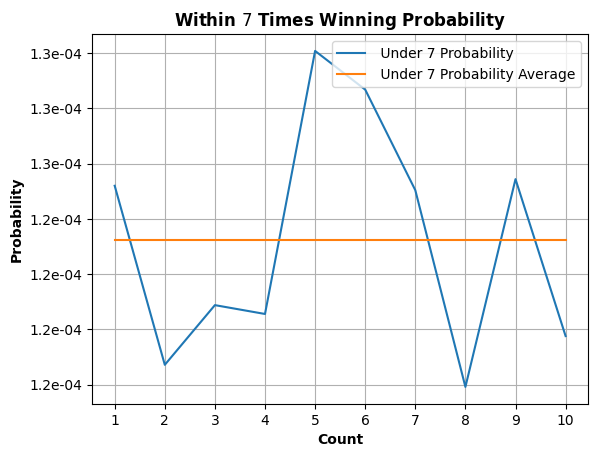 Within 7 Times Winning Probability
Under 7 Probability
Under 7 Probability Average
1.3e-04
1.3e-04
1.3e-04
1.2e-04
1.2e-04
1.2e-04
1.2e-04
Probability
1 2 3 4 5 6 7 8 9 10
Count